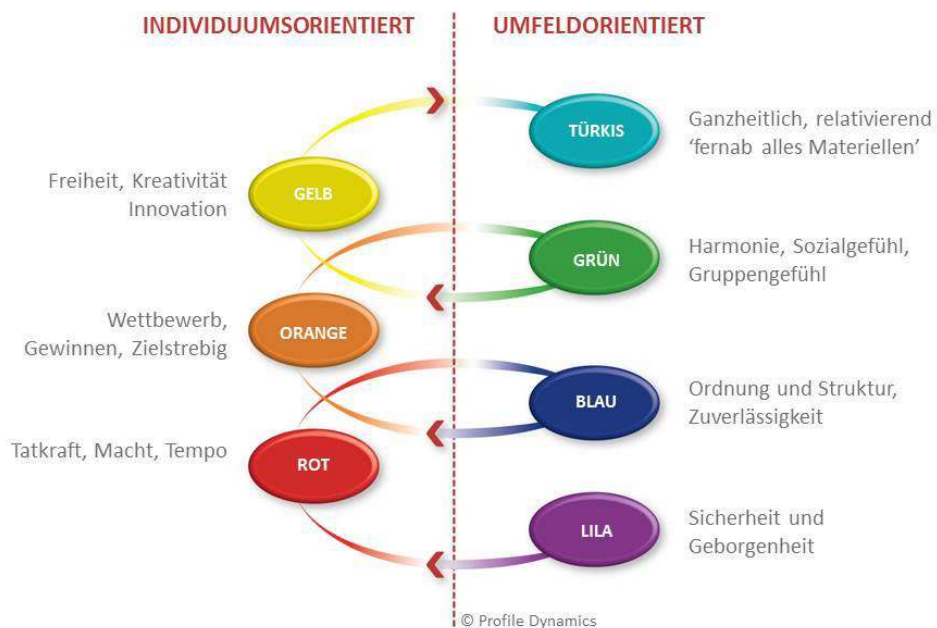 INDIVIDUUMSORIENTIERT
UMFELDORIENTIERT
TÜRKIS
Ganzheitlich, relativierend
‘fernab alles Materiellen’
Freiheit, Kreativität
Innovation
GELB
GRÜN
Harmonie, Sozialgefühl,
Gruppengefühl
Wettbewerb,
Gewinnen, Zielstrebig
ORANGE
BLAU
Ordnung und Struktur,
Zuverlässigkeit
Tatkraft, Macht, Tempo
ROT
LILA
Sicherheit und
Geborgenheit
© Profile Dynamics